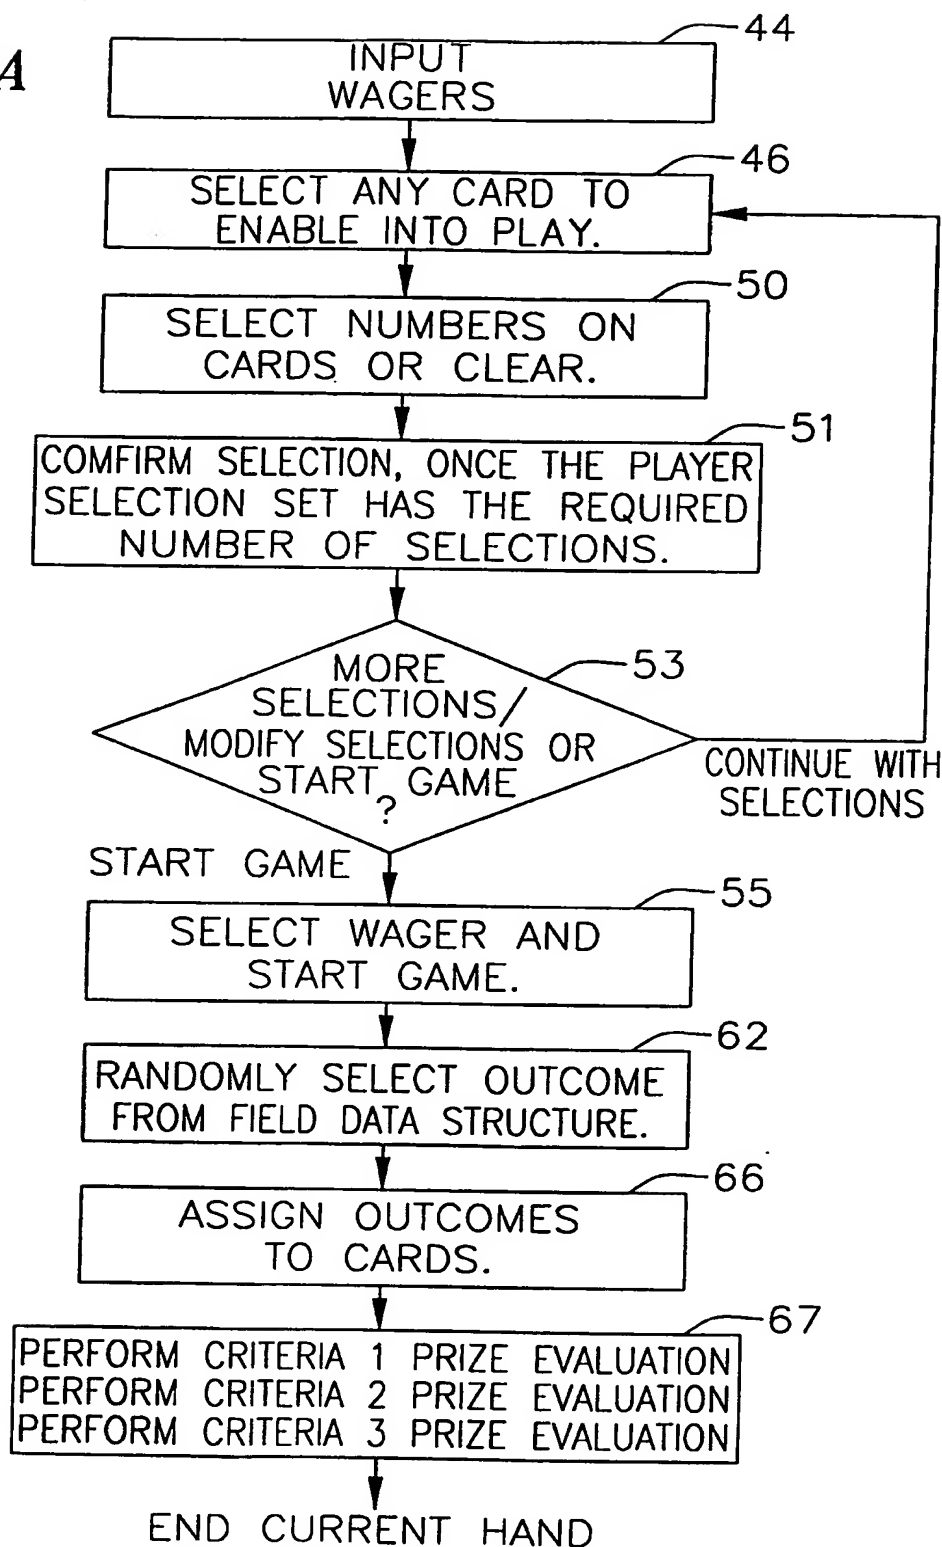 A
44
INPUT
WAGERS
46
SELECT ANY CARD TO
ENABLE INTO PLAY.
50
SELECT NUMBERS ON
CARDS OR CLEAR.
51
COMFIRM SELECTION, ONCE THE PLAYER
SELECTION SET HAS THE REQUIRED
NUMBER OF SELECTIONS.
53
MORE
SELECTIONS/
MODIFY SELECTIONS OR
START GAME
?
CONTINUE WITH
SELECTIONS
START GAME
55
SELECT WAGER AND
START GAME.
62
RANDOMLY SELECT OUTCOME
FROM FIELD DATA STRUCTURE.
66
ASSIGN OUTCOMES
TO CARDS.
67
PERFORM CRITERIA 1 PRIZE EVALUATION
PERFORM CRITERIA 2 PRIZE EVALUATION
PERFORM CRITERIA 3 PRIZE EVALUATION
END CURRENT HAND